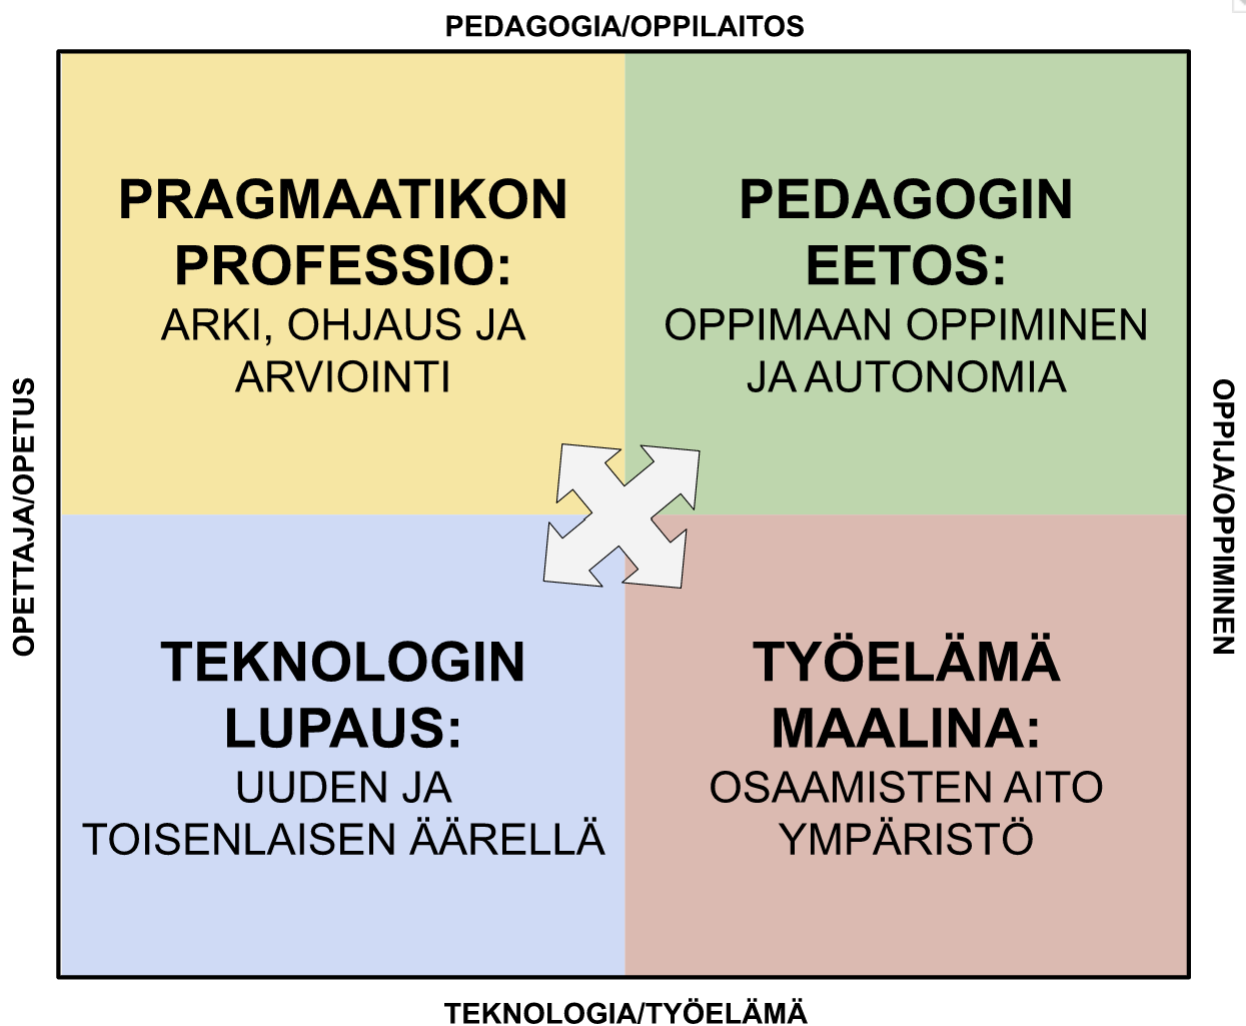 PEDAGOGIA/OPPILAITOS
PRAGMAATIKON
PROFESSIO:
ARKI, OHJAUS JA
ARVIOINTI
PEDAGOGIN
EETOS:
OPPIMAAN OPPIMINEN
JA AUTONOMIA
OPETTAJA/OPETUS
OPPIJA/OPPIMINEN
TEKNOLOGIN
LUPAUS:
UUDEN JA
TOISENLAISEN ÄÄRELLÄ
TYÖELÄMÄ
MAALINA:
OSAAMISTEN AITO
YMPÄRISTÖ
TEKNOLOGIA/TYÖELÄMÄ